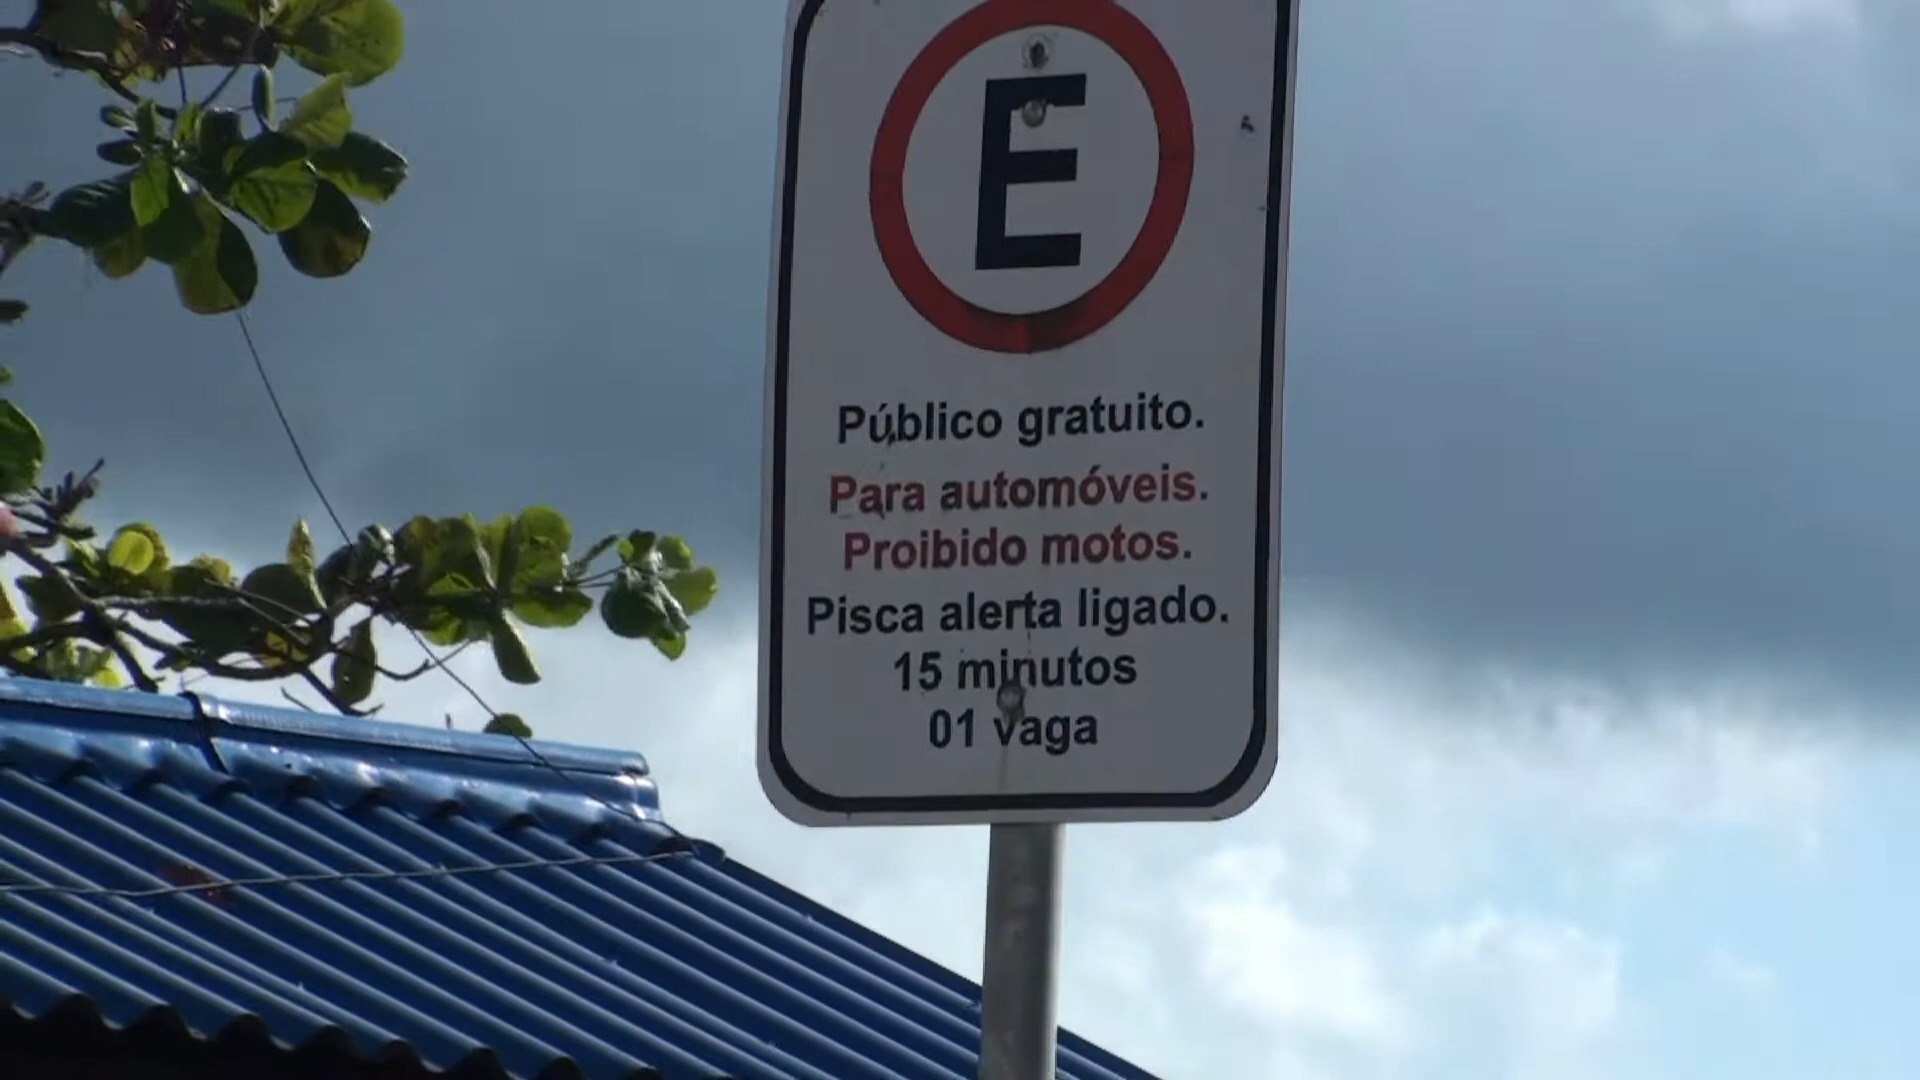 E
Público gratuito.
Para automóveis.
Proibido motos.
Pisca alerta ligado.
15 minutos
01 vaga